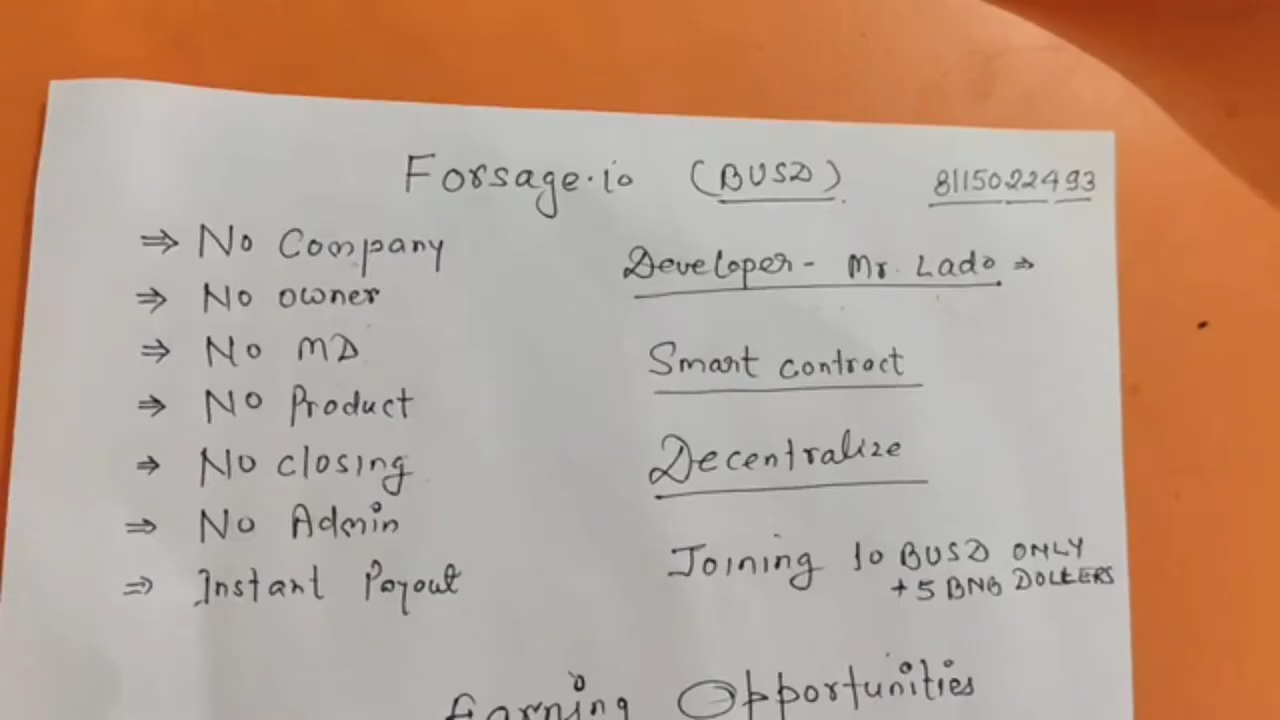 Forsage.io (BUSD) 8115022493
⇒ No Company
⇒ No owner
⇒ No MD
⇒ No Product
⇒ No closing
⇒ No Admin
⇒ Instant Payout
Developer - Mr. Lado ⇒
Smart contract
Decentralize
Joining 10 BUSD ONLY
+ 5 BNB DOLLERS
Earning Opportunities